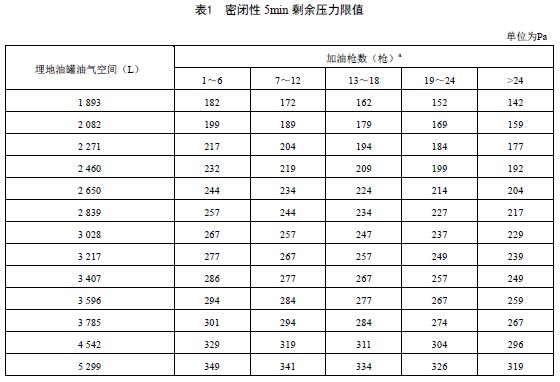 表1 密闭性 5min 剩余压力限值
单位为Pa
埋地油罐油气空间（L） 加油枪数（枪）a
1～6 7～12 13～18 19～24 >24
1 893 182 172 162 152 142
2 082 199 189 179 169 159
2 271 217 204 194 184 177
2 460 232 219 209 199 192
2 650 244 234 224 214 204
2 839 257 244 234 227 217
3 028 267 257 247 237 229
3 217 277 267 257 249 239
3 407 286 277 267 257 249
3 596 294 284 277 267 259
3 785 301 294 284 274 267
4 542 329 319 311 304 296
5 299 349 341 334 326 319